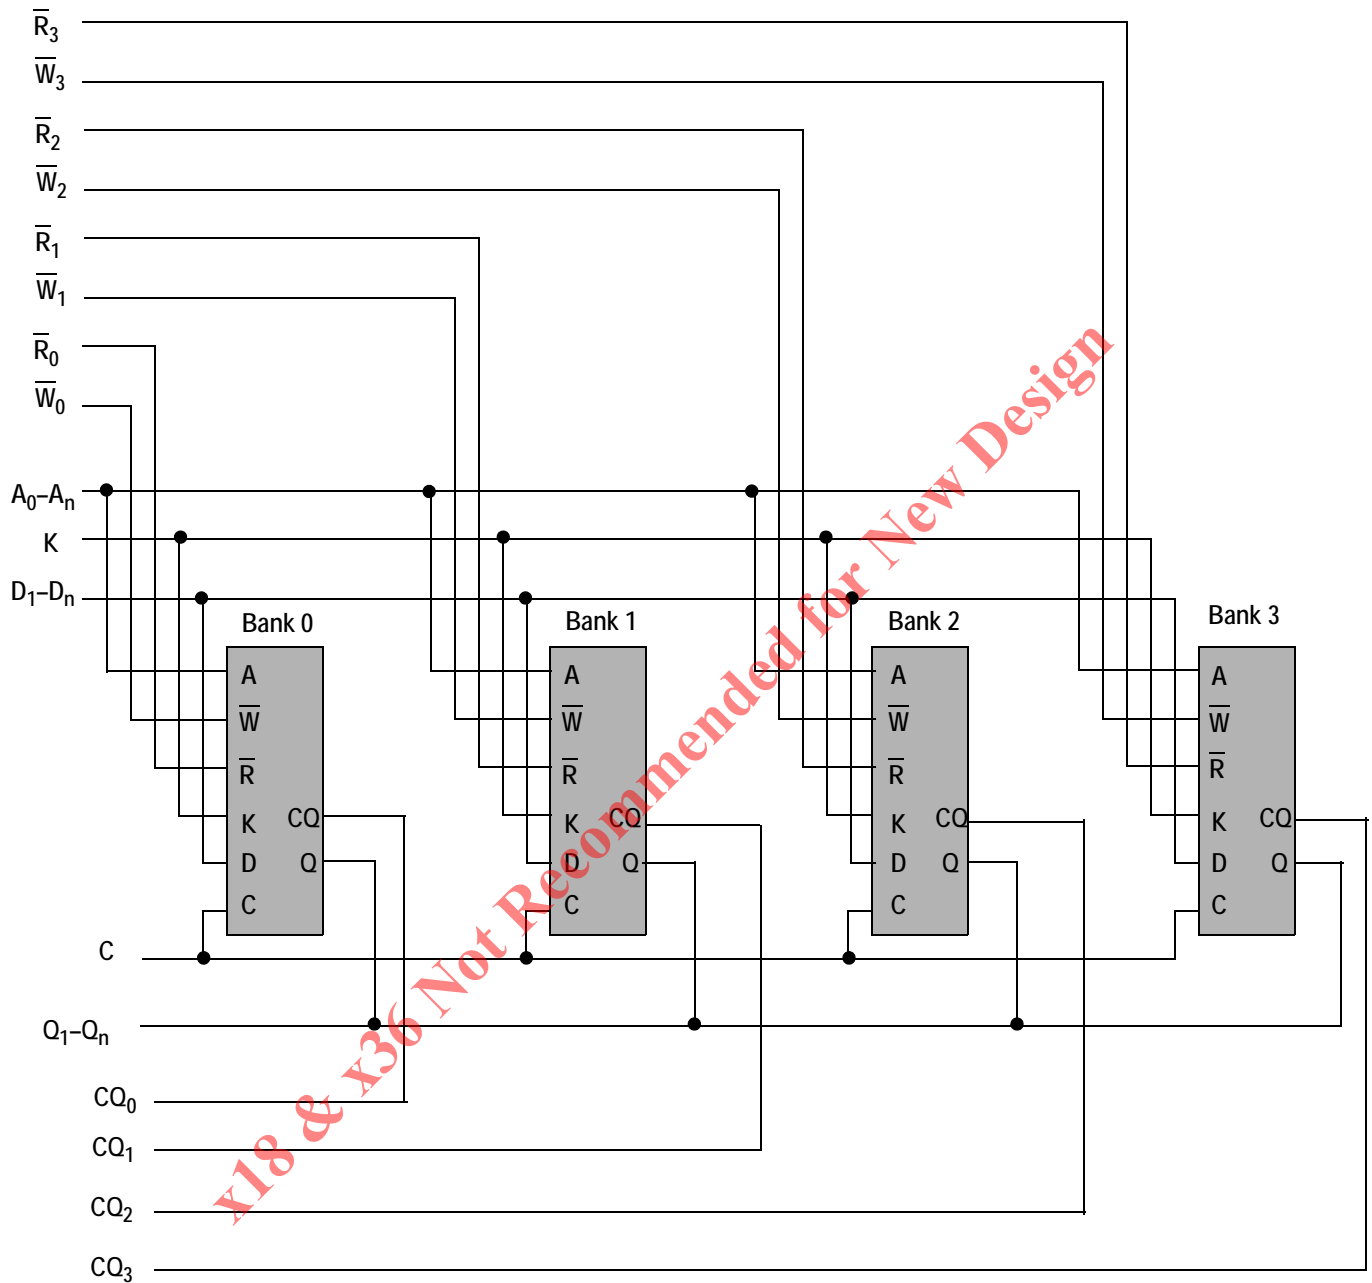 R̅3
W̅3
R̅2
W̅2
R̅1
W̅1
R̅0
W̅0
A0–An
K
D1–Dn
Bank 0
A
W̅
R̅
K
D
C
CQ
Q
Bank 1
A
W̅
R̅
K
D
C
CQ
Q
Bank 2
A
W̅
R̅
K
D
C
CQ
Q
Bank 3
A
W̅
R̅
K
D
C
CQ
Q
C
Q1–Qn
CQ0
CQ1
CQ2
CQ3
x18 & x36 Not Recommended for New Design